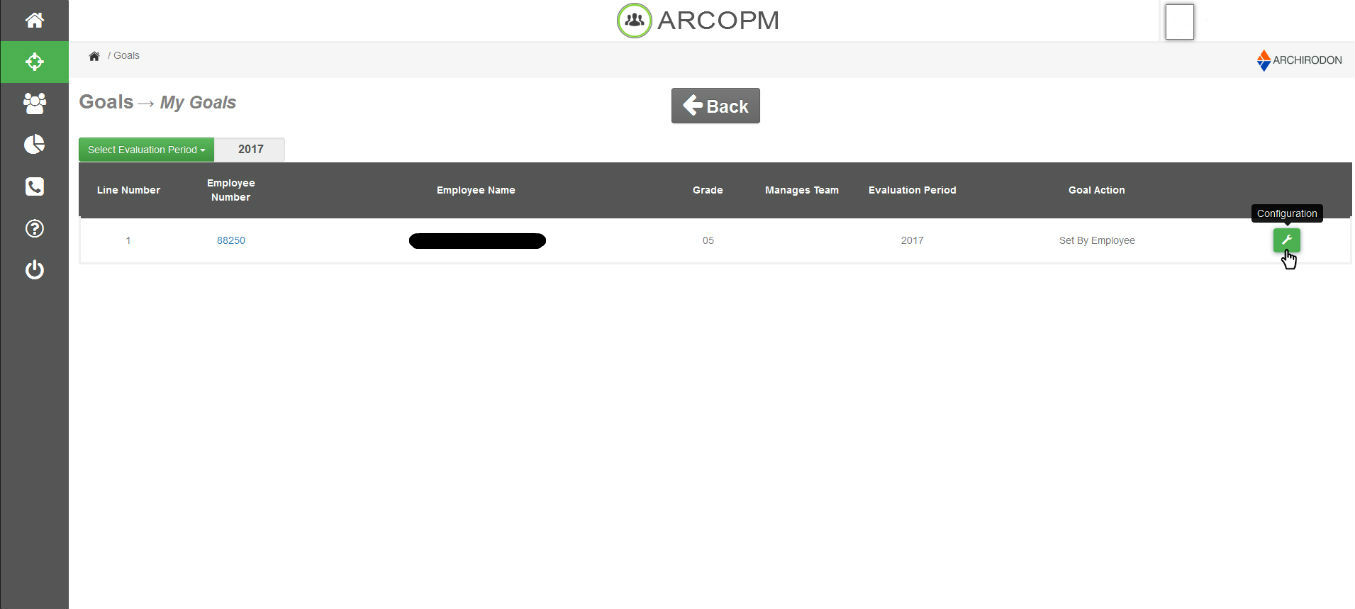 ARCOPM
/ Goals
ARCHIRODON
Goals → My Goals
Back
Select Evaluation Period
2017
Line Number
Employee
Number
Employee Name
Grade
Manages Team
Evaluation Period
Goal Action
Configuration
1
88250
05
2017
Set By Employee